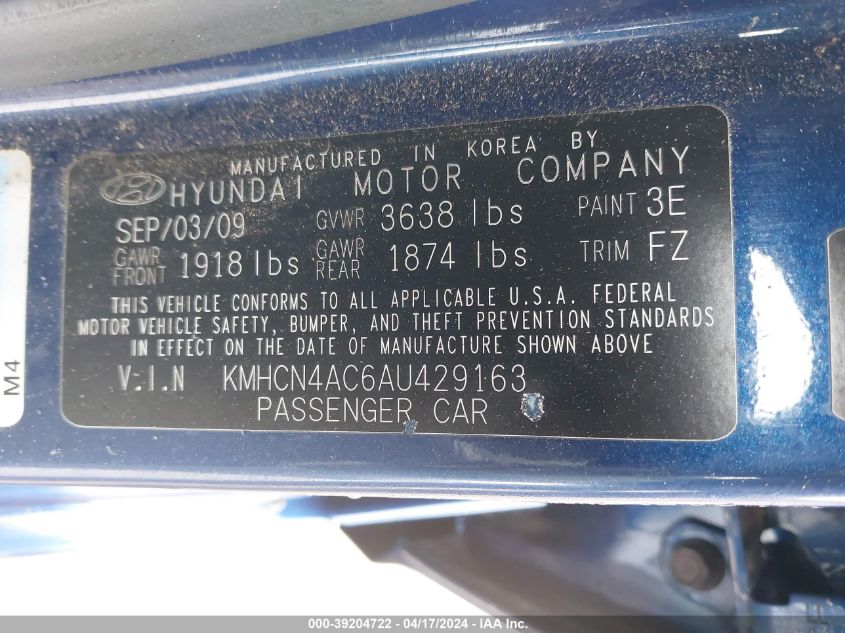 MANUFACTURED IN KOREA BY
HYUNDAI MOTOR COMPANY
SEP/03/09 GVWR 3638 lbs PAINT 3E
GAWR FRONT 1918 lbs GAWR REAR 1874 lbs TRIM FZ
THIS VEHICLE CONFORMS TO ALL APPLICABLE U.S.A. FEDERAL
MOTOR VEHICLE SAFETY, BUMPER, AND THEFT PREVENTION STANDARDS
IN EFFECT ON THE DATE OF MANUFACTURE SHOWN ABOVE
V.I.N KMHCN4AC6AU429163
PASSENGER CAR
M4
000-39204722 - 04/17/2024 - IAA Inc.